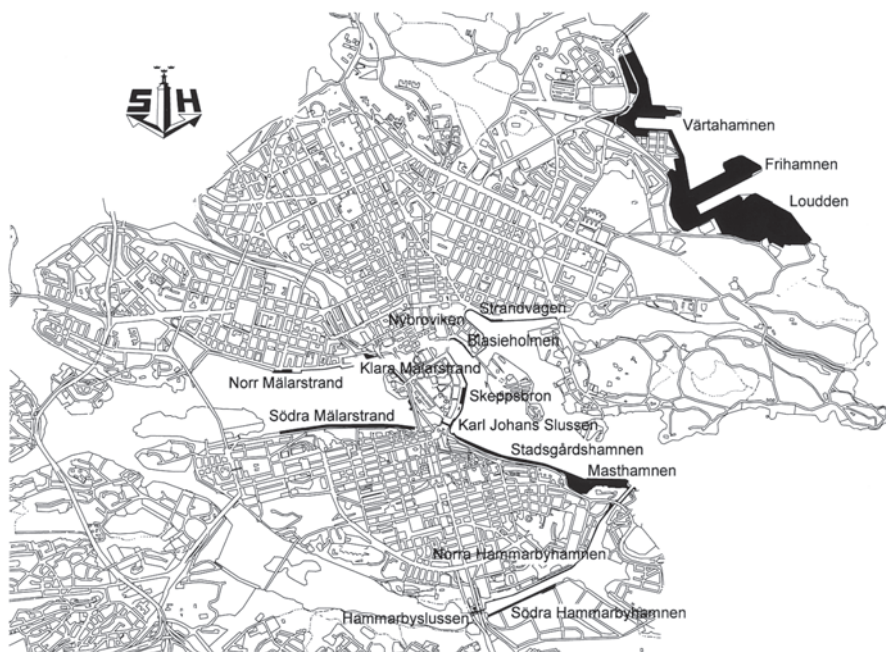 S H
Värtahamnen
Frihamnen
Loudden
Strandvägen
Nybroviken
Blasieholmen
Klara Mälarstrand
Norr Mälarstrand
Skeppsbron
Södra Mälarstrand
Karl Johans Slussen
Stadsgårdshamnen
Masthamnen
Norra Hammarbyhamnen
Hammarbyslussen
Södra Hammarbyhamnen